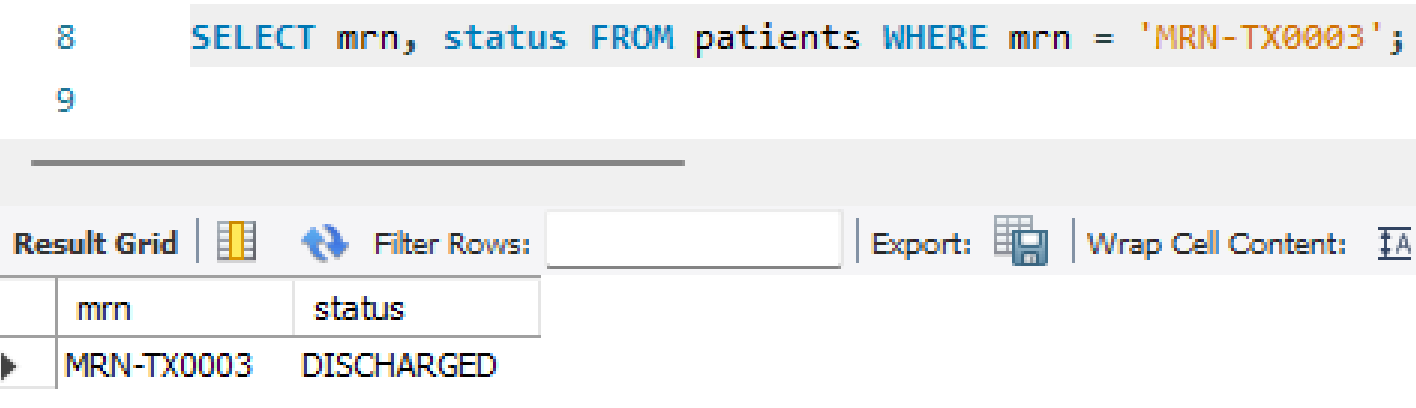 8 SELECT mrn, status FROM patients WHERE mrn = 'MRN-TX0003';
9
Result Grid Filter Rows: Export: Wrap Cell Content: A
mrn status
MRN-TX0003 DISCHARGED